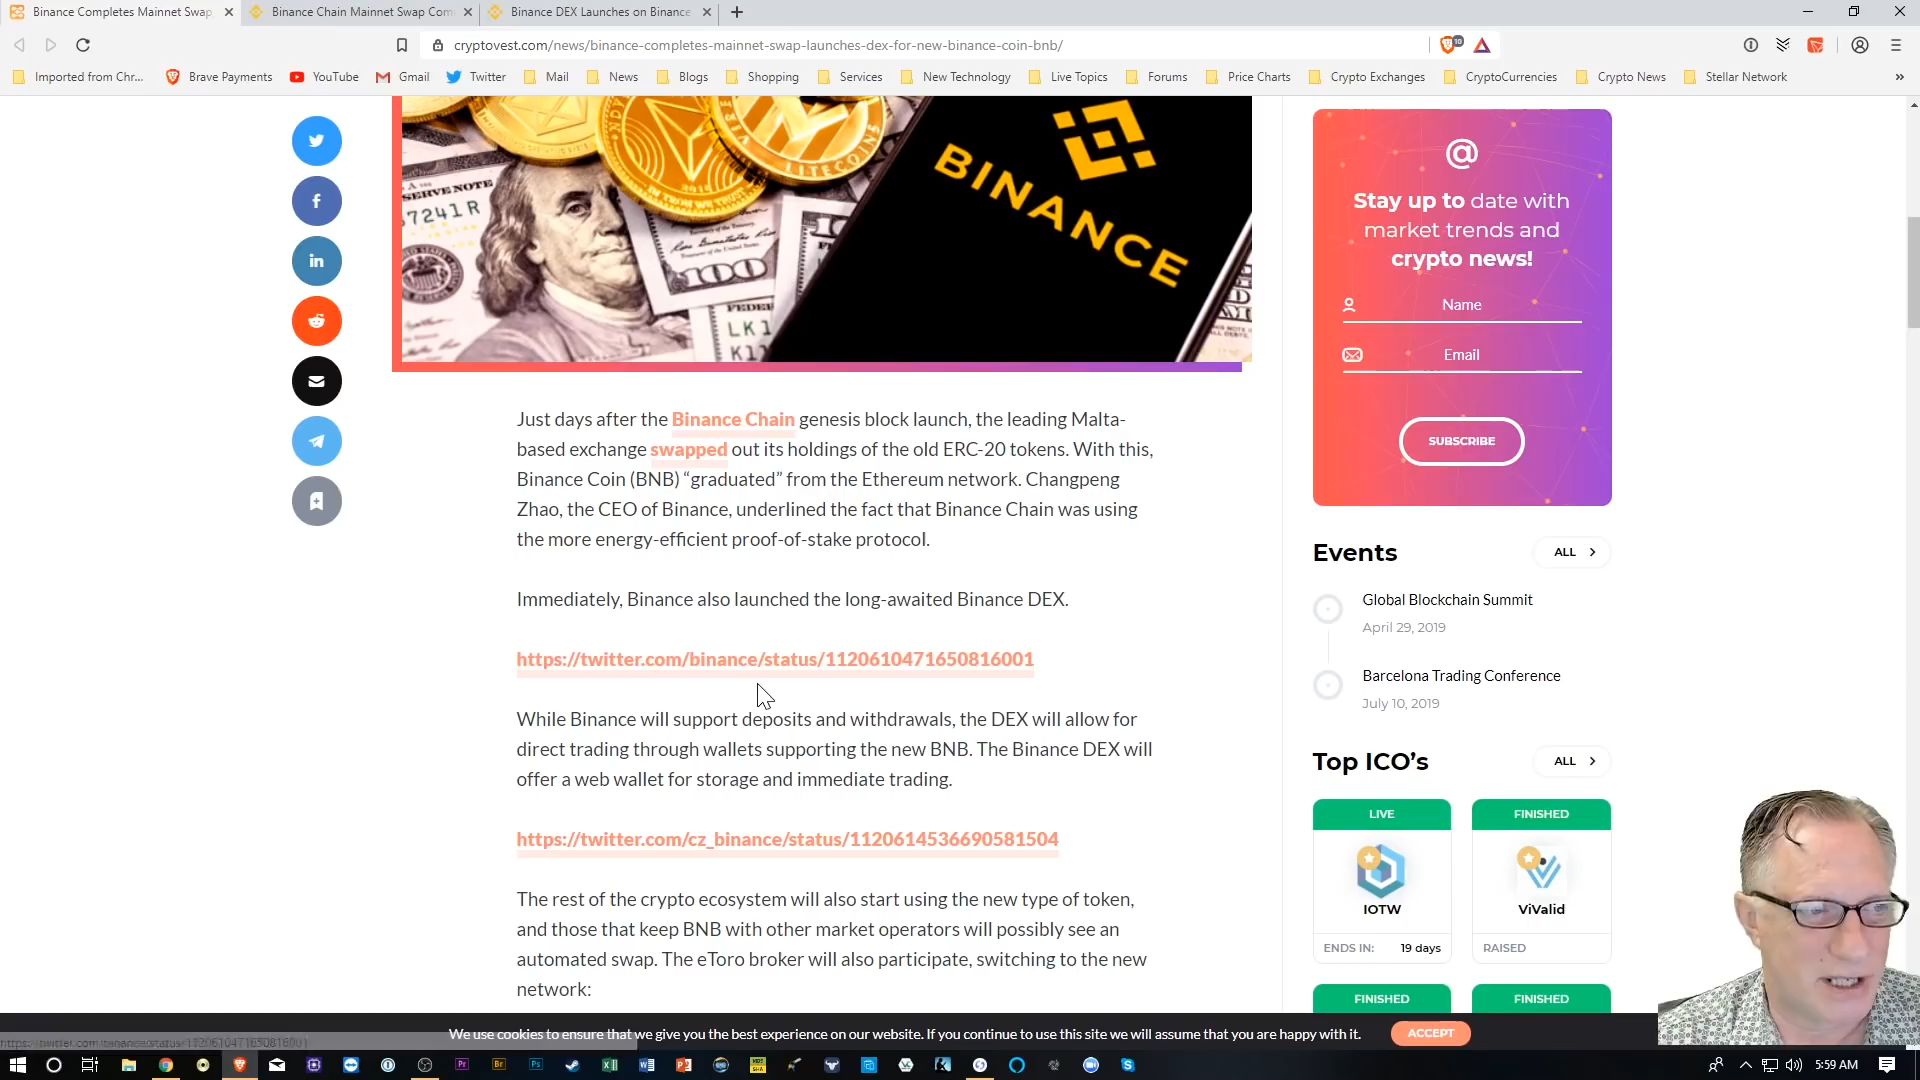 Binance Completes Mainnet Swap,
Binance Chain Mainnet Swap Com
Binance DEX Launches on Binance
cryptovest.com/news/binance-completes-mainnet-swap-launches-dex-for-new-binance-coin-bnb/
Imported from Chr...
Brave Payments
YouTube
Gmail
Twitter
Mail
News
Blogs
Shopping
Services
New Technology
Live Topics
Forums
Price Charts
Crypto Exchanges
CryptoCurrencies
Crypto News
Stellar Network
BINANCE
LITECOIN
100
Stay up to date with
market trends and
crypto news!
Name
Email
SUBSCRIBE
Just days after the Binance Chain genesis block launch, the leading Malta-
based exchange swapped out its holdings of the old ERC-20 tokens. With this,
Binance Coin (BNB) “graduated” from the Ethereum network. Changpeng
Zhao, the CEO of Binance, underlined the fact that Binance Chain was using
the more energy-efficient proof-of-stake protocol.
Immediately, Binance also launched the long-awaited Binance DEX.
https://twitter.com/binance/status/1120610471650816001
While Binance will support deposits and withdrawals, the DEX will allow for
direct trading through wallets supporting the new BNB. The Binance DEX will
offer a web wallet for storage and immediate trading.
https://twitter.com/cz_binance/status/1120614536690581504
The rest of the crypto ecosystem will also start using the new type of token,
and those that keep BNB with other market operators will possibly see an
automated swap. The eToro broker will also participate, switching to the new
network:
Events
ALL
Global Blockchain Summit
April 29, 2019
Barcelona Trading Conference
July 10, 2019
Top ICO’s
ALL
LIVE
IOTW
ENDS IN: 19 days
FINISHED
ViValid
RAISED
FINISHED
FINISHED
We use cookies to ensure that we give you the best experience on our website. If you continue to use this site we will assume that you are happy with it.
ACCEPT
https://twitter.com/binance/status/1120610471650816001
5:59 AM